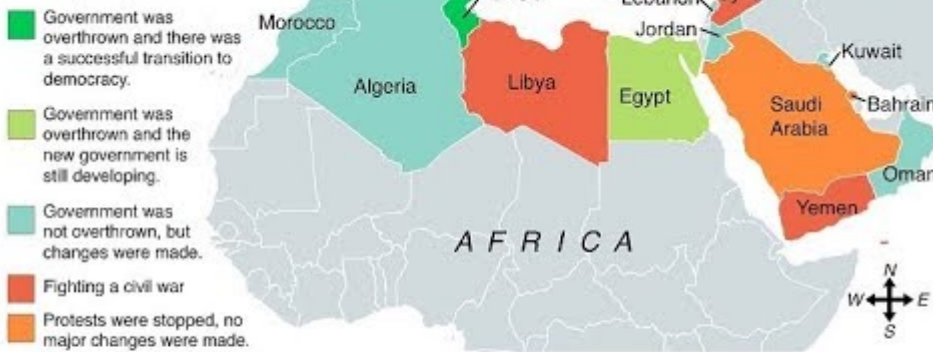 Government was
overthrown and there was
a successful transition to
democracy.
Government was
overthrown and the
new government is
still developing.
Government was
not overthrown, but
changes were made.
Fighting a civil war
Protests were stopped, no
major changes were made.
Morocco
Algeria
Libya
Egypt
Jordan
Kuwait
Saudi
Arabia
Bahrain
Oman
Yemen
AFRICA
N
W E
S